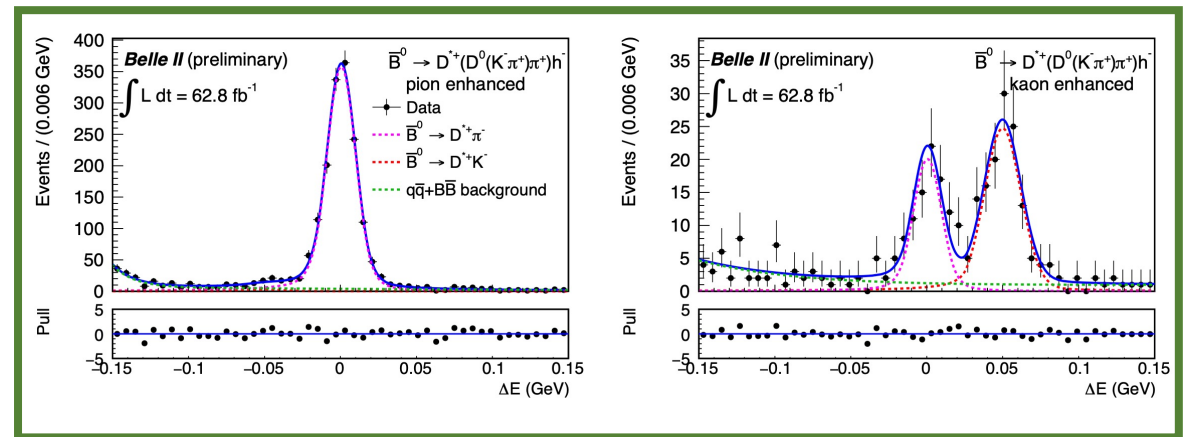 Belle II (preliminary)
∫ L dt = 62.8 fb⁻¹
B̅⁰ → D*⁺(D⁰(K⁻π⁺)π⁺)h⁻
pion enhanced
Data
B̅⁰ → D*⁺π⁻
B̅⁰ → D*⁺K⁻
qq̅+BB̅ background
Events / (0.006 GeV)
400
350
300
250
200
150
100
50
0
Pull
5
0
−5
−0.15 −0.1 −0.05 0 0.05 0.1 0.15
ΔE (GeV)
Belle II (preliminary)
∫ L dt = 62.8 fb⁻¹
B̅⁰ → D*⁺(D⁰(K⁻π⁺)π⁺)h⁻
kaon enhanced
Events / (0.006 GeV)
35
30
25
20
15
10
5
0
Pull
5
0
−5
−0.15 −0.1 −0.05 0 0.05 0.1 0.15
ΔE (GeV)